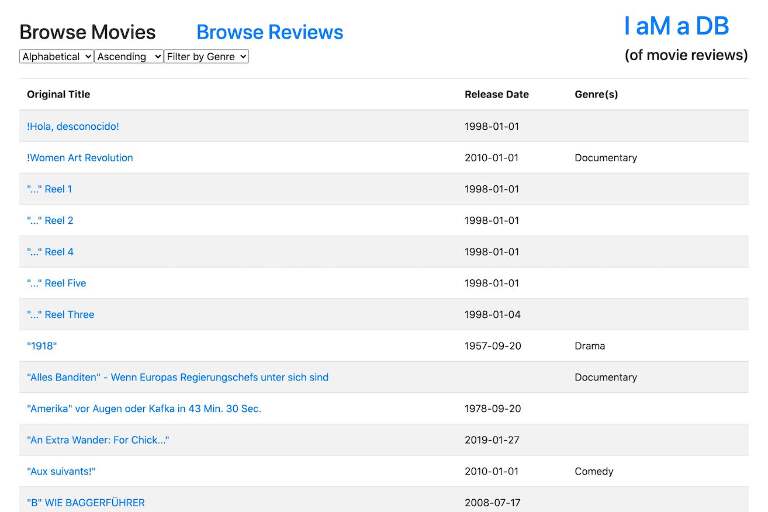 Browse Movies Browse Reviews I aM a DB
Alphabetical Ascending Filter by Genre (of movie reviews)
Original Title Release Date Genre(s)
!Hola, desconocido! 1998-01-01
!Women Art Revolution 2010-01-01 Documentary
"..." Reel 1 1998-01-01
"..." Reel 2 1998-01-01
"..." Reel 4 1998-01-01
"..." Reel Five 1998-01-01
"..." Reel Three 1998-01-04
"1918" 1957-09-20 Drama
"Alles Banditen" - Wenn Europas Regierungschefs unter sich sind Documentary
"Amerika" vor Augen oder Kafka in 43 Min. 30 Sec. 1978-09-20
"An Extra Wander: For Chick..." 2019-01-27
"Aux suivants!" 2010-01-01 Comedy
"B" WIE BAGGERFÜHRER 2008-07-17